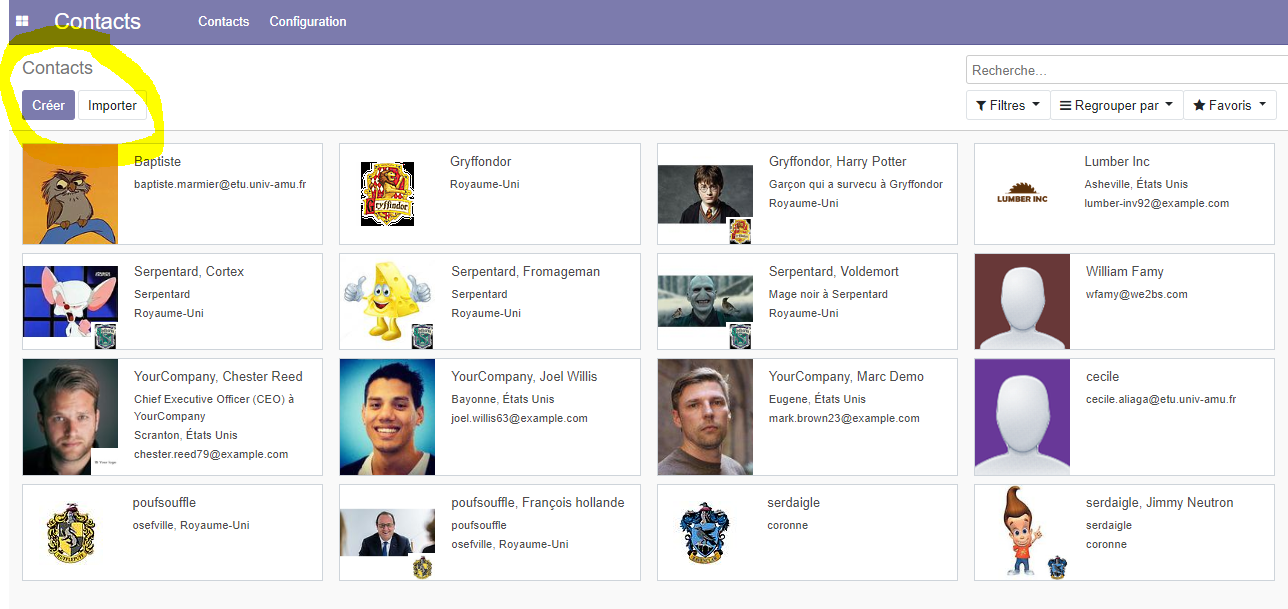 Contacts Contacts Configuration
Contacts
Recherche...
Créer Importer Filtres Regrouper par Favoris
Baptiste
baptiste.marmier@etu.univ-amu.fr
Gryffondor
Royaume-Uni
Gryffindor
Gryffondor, Harry Potter
Garçon qui a survecu à Gryffondor
Royaume-Uni
Lumber Inc
Asheville, États Unis
lumber-inv92@example.com
LUMBER INC
Serpentard, Cortex
Serpentard
Royaume-Uni
Serpentard, Fromageman
Serpentard
Royaume-Uni
Serpentard, Voldemort
Mage noir à Serpentard
Royaume-Uni
William Famy
wfamy@we2bs.com
YourCompany, Chester Reed
Chief Executive Officer (CEO) à
YourCompany
Scranton, États Unis
chester.reed79@example.com
YourCompany, Joel Willis
Bayonne, États Unis
joel.willis63@example.com
YourCompany, Marc Demo
Eugene, États Unis
mark.brown23@example.com
cecile
cecile.aliaga@etu.univ-amu.fr
poufsouffle
osefville, Royaume-Uni
poufsouffle, François hollande
poufsouffle
osefville, Royaume-Uni
serdaigle
coronne
serdaigle, Jimmy Neutron
serdaigle
coronne